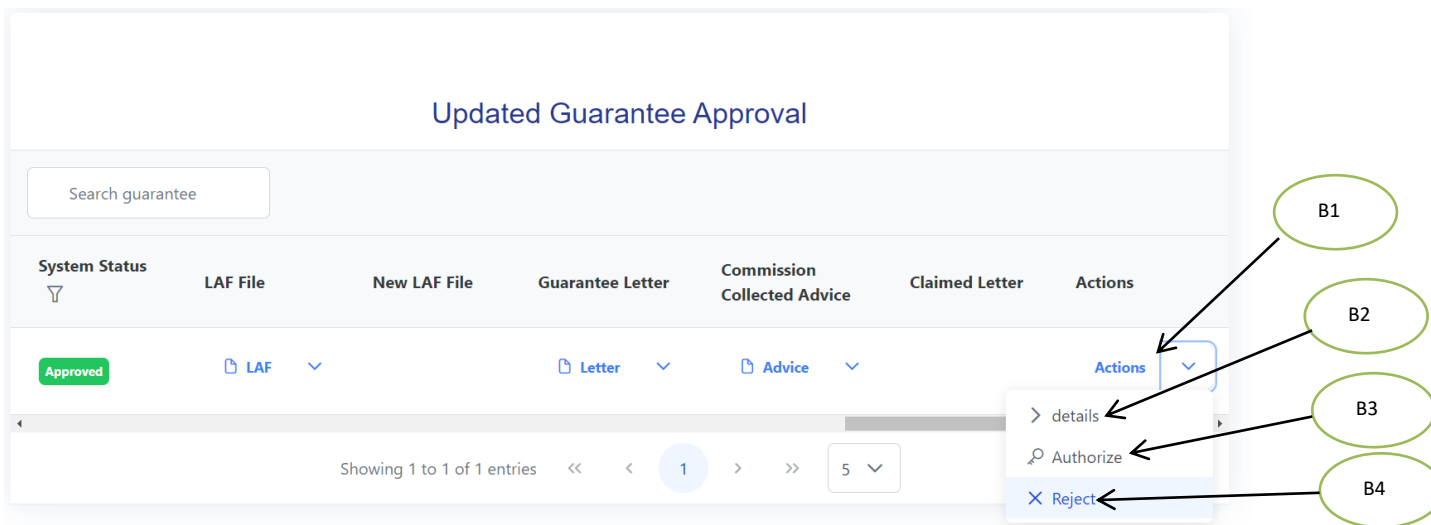 Updated Guarantee Approval
Search guarantee
B1
System Status
LAF File
New LAF File
Guarantee Letter
Commission
Collected Advice
Claimed Letter
Actions
B2
Approved
LAF
Letter
Advice
Actions
details
B3
Authorize
Showing 1 to 1 of 1 entries
<<
<
1
>
>>
5
Reject
B4